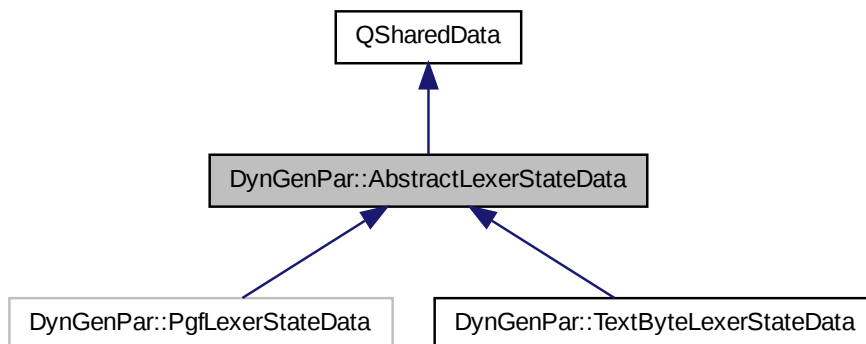 QSharedData
DynGenPar::AbstractLexerStateData
DynGenPar::PgfLexerStateData
DynGenPar::TextByteLexerStateData